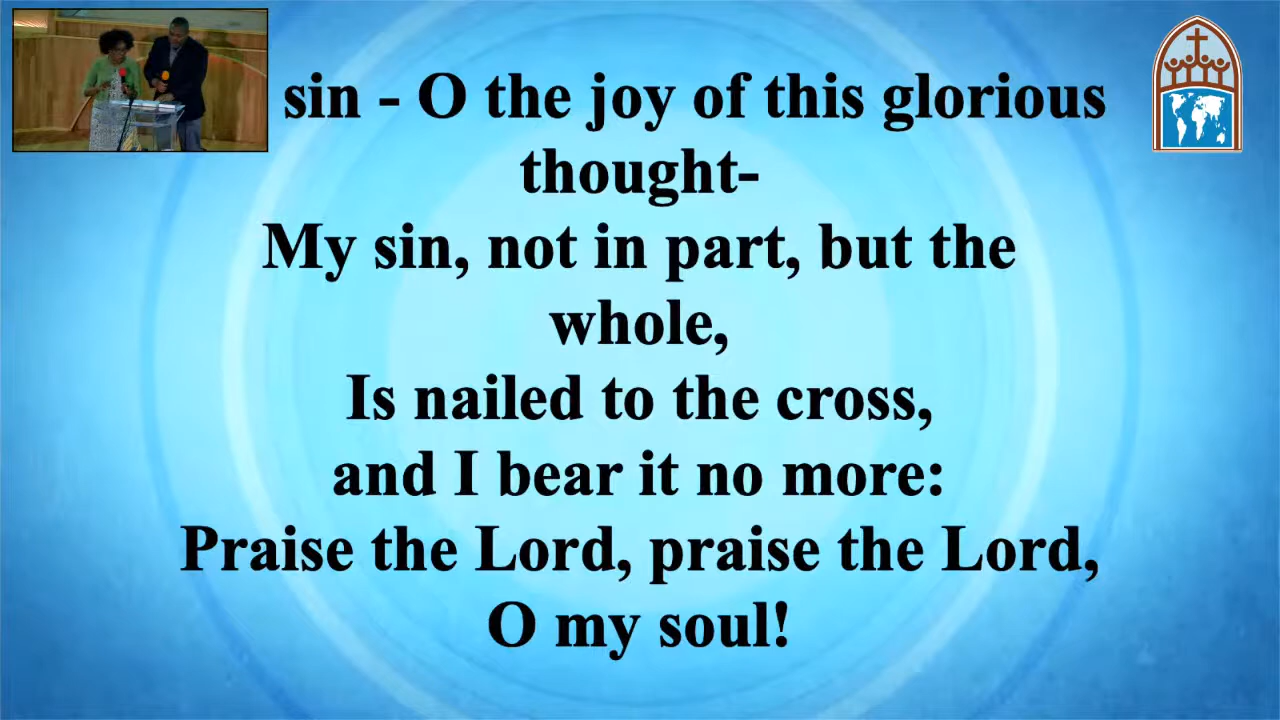 sin - O the joy of this glorious
thought-
My sin, not in part, but the
whole,
Is nailed to the cross,
and I bear it no more:
Praise the Lord, praise the Lord,
O my soul!